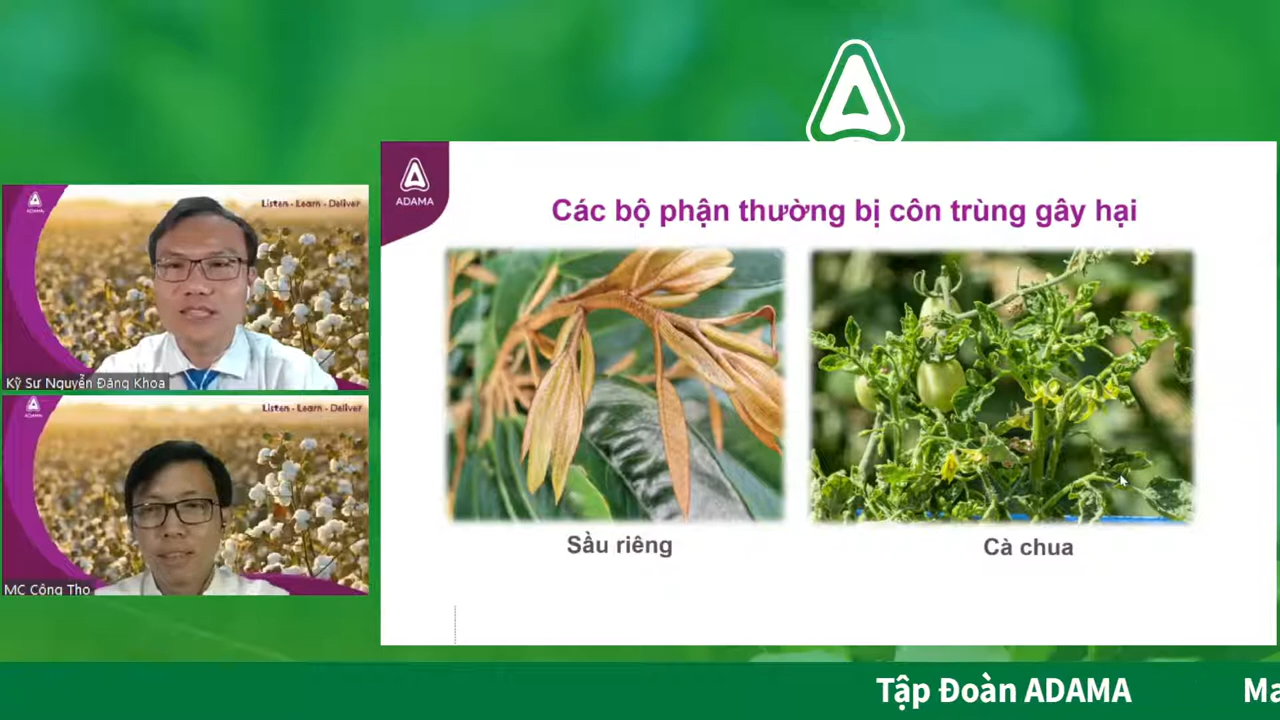 Listen - Learn - Deliver
ADAMA
Kỹ Sư Nguyễn Đăng Khoa
Listen - Learn - Deliver
ADAMA
MC Công Thọ
ADAMA
Các bộ phận thường bị côn trùng gây hại
Sầu riêng
Cà chua
Tập Đoàn ADAMA
Ma